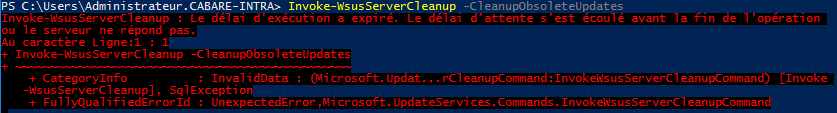 PS C:\Users\Administrateur.CABARE-INTRA> Invoke-WsusServerCleanup -CleanupObsoleteUpdates
Invoke-WsusServerCleanup : Le délai d'exécution a expiré. Le délai d'attente s'est écoulé avant la fin de l'opération
ou le serveur ne répond pas.
Au caractère Ligne:1 : 1
+ Invoke-WsusServerCleanup -CleanupObsoleteUpdates
+ ~~~~~~~~~~~~~~~~~~~~~~~~~~~~~~~~~~~~~~~~~~~~~~~~
+ CategoryInfo : InvalidData : (Microsoft.Updat...rCleanupCommand:InvokeWsusServerCleanupCommand) [Invoke
-WsusServerCleanup], SqlException
+ FullyQualifiedErrorId : UnexpectedError,Microsoft.UpdateServices.Commands.InvokeWsusServerCleanupCommand